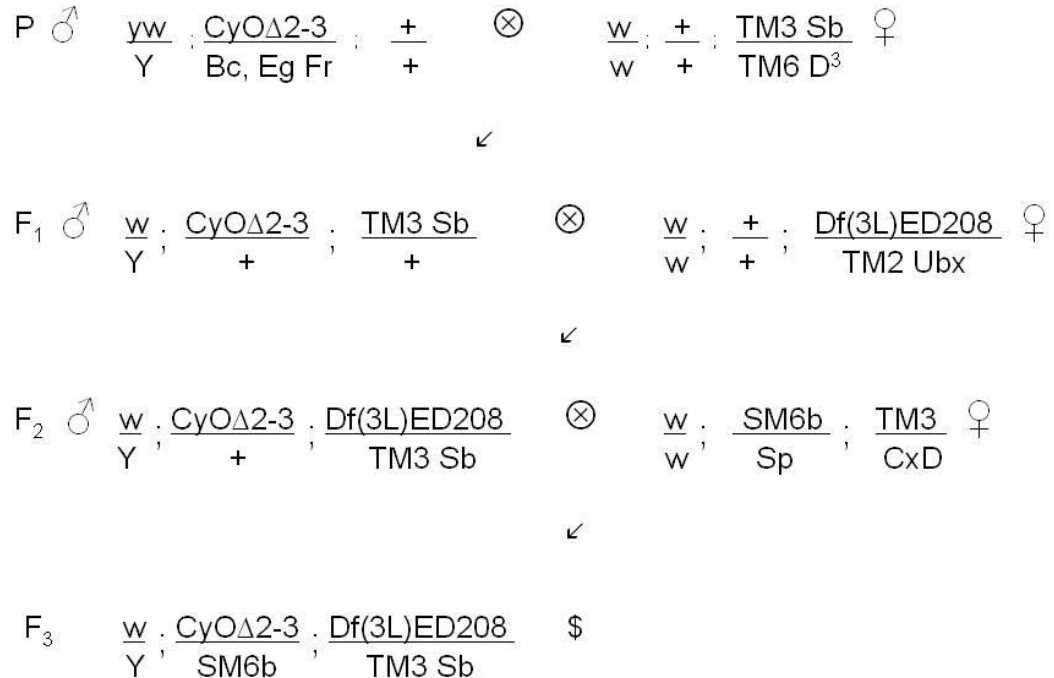 P ♂ yw ; CyOΔ2-3 ; + ⊗ w ; + ; TM3 Sb ♀
Y Bc, Eg Fr + w + TM6 D³
↙
F₁ ♂ w ; CyOΔ2-3 ; TM3 Sb ⊗ w ; + ; Df(3L)ED208 ♀
Y + + w + TM2 Ubx
↙
F₂ ♂ w ; CyOΔ2-3 ; Df(3L)ED208 ⊗ w ; SM6b ; TM3 ♀
Y + TM3 Sb w Sp CxD
↙
F₃ w ; CyOΔ2-3 ; Df(3L)ED208 $
Y SM6b TM3 Sb